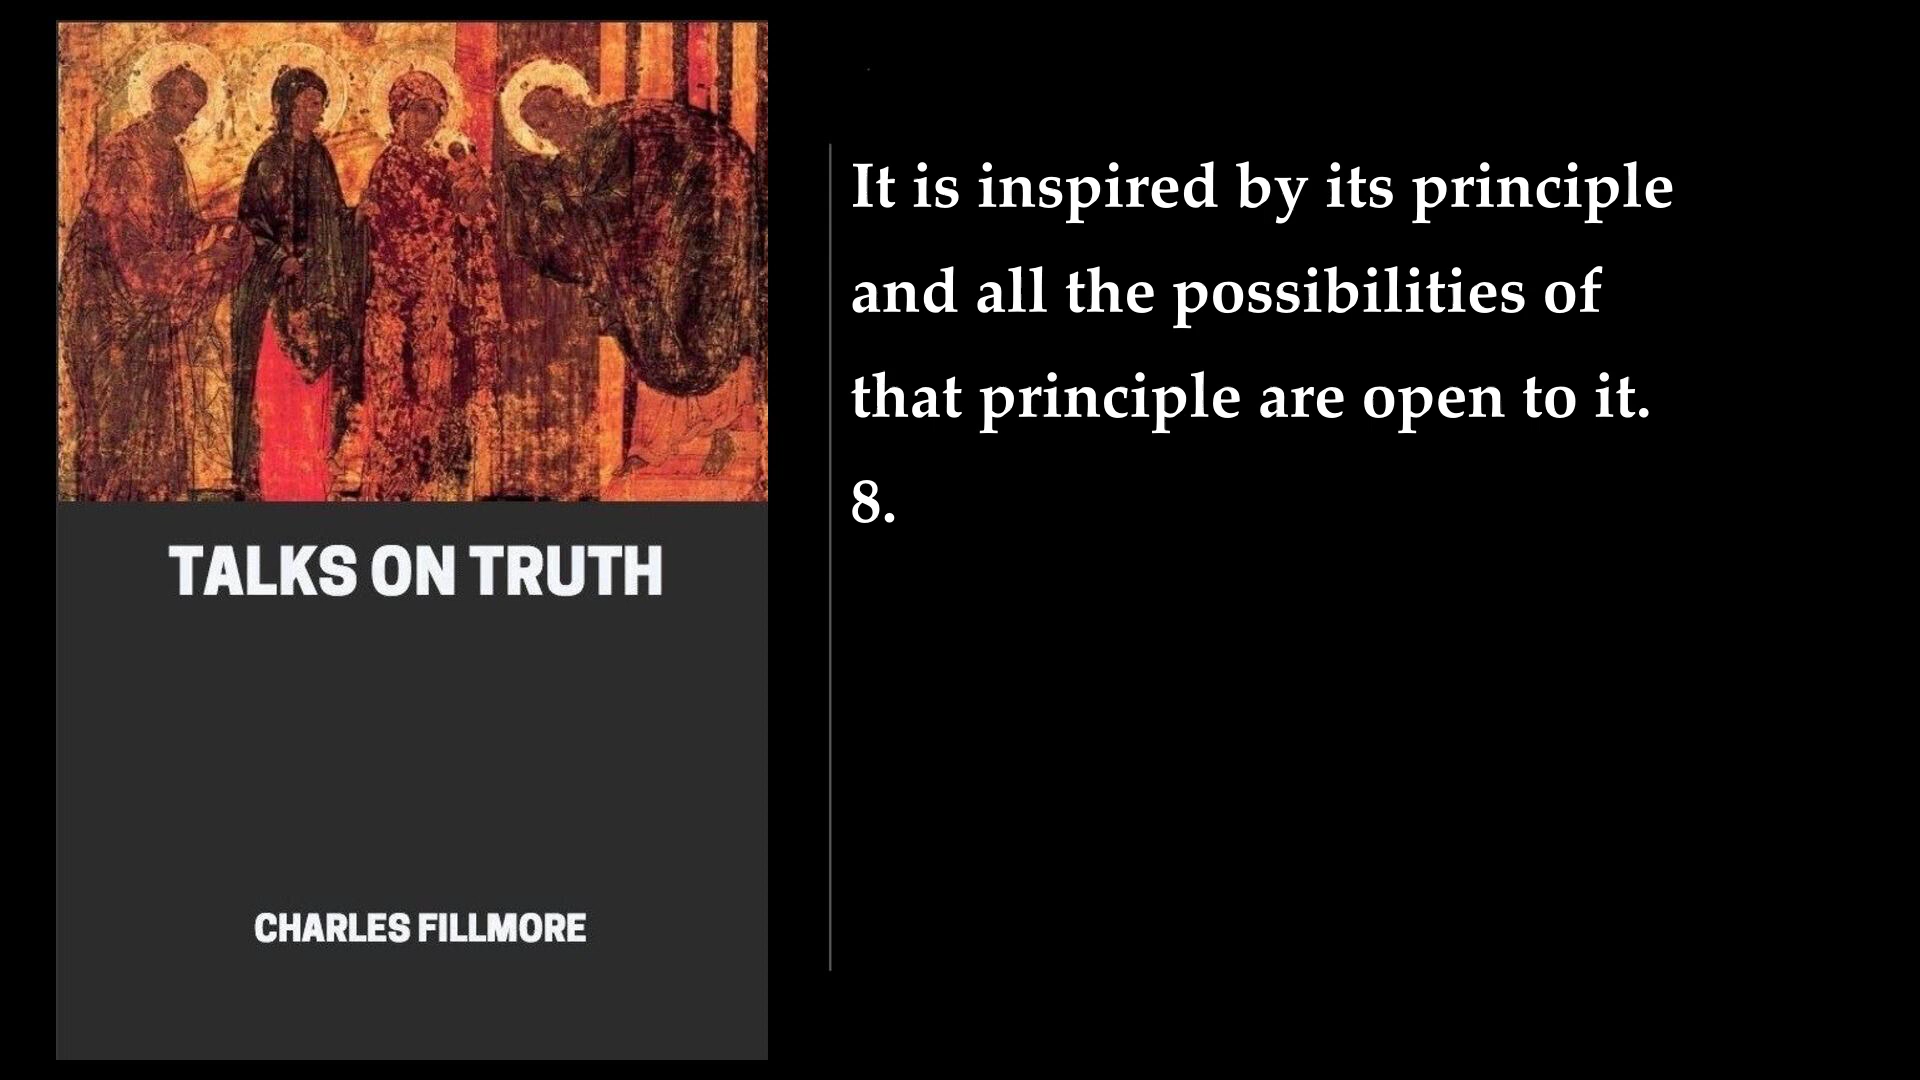 TALKS ON TRUTH
CHARLES FILLMORE
It is inspired by its principle
and all the possibilities of
that principle are open to it.
8.